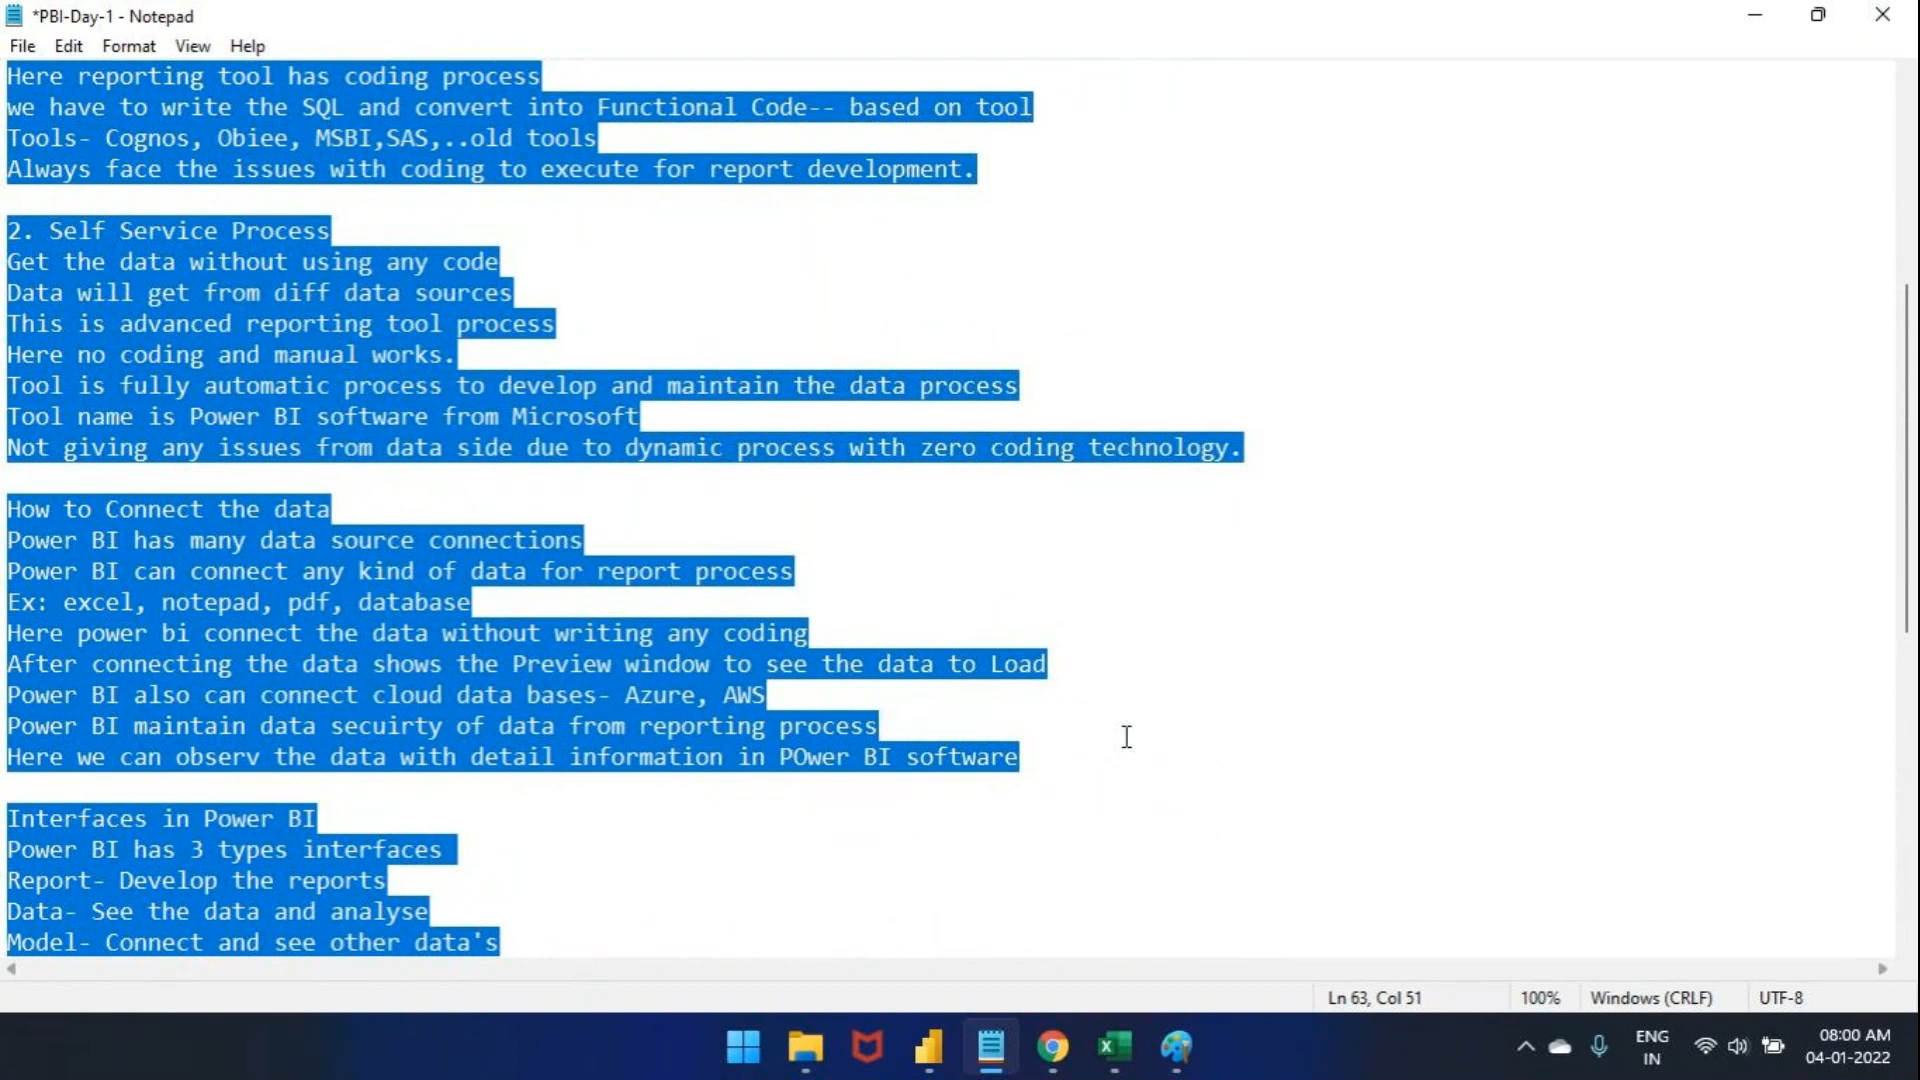 *PBI-Day-1 - Notepad
File Edit Format View Help
Here reporting tool has coding process
we have to write the SQL and convert into Functional Code-- based on tool
Tools- Cognos, Obiee, MSBI,SAS,..old tools
Always face the issues with coding to execute for report development.
2. Self Service Process
Get the data without using any code
Data will get from diff data sources
This is advanced reporting tool process
Here no coding and manual works.
Tool is fully automatic process to develop and maintain the data process
Tool name is Power BI software from Microsoft
Not giving any issues from data side due to dynamic process with zero coding technology.
How to Connect the data
Power BI has many data source connections
Power BI can connect any kind of data for report process
Ex: excel, notepad, pdf, database
Here power bi connect the data without writing any coding
After connecting the data shows the Preview window to see the data to Load
Power BI also can connect cloud data bases- Azure, AWS
Power BI maintain data secuirty of data from reporting process
Here we can observ the data with detail information in POwer BI software
Interfaces in Power BI
Power BI has 3 types interfaces
Report- Develop the reports
Data- See the data and analyse
Model- Connect and see other data's
Ln 63, Col 51 100% Windows (CRLF) UTF-8
ENG 08:00 AM
IN 04-01-2022